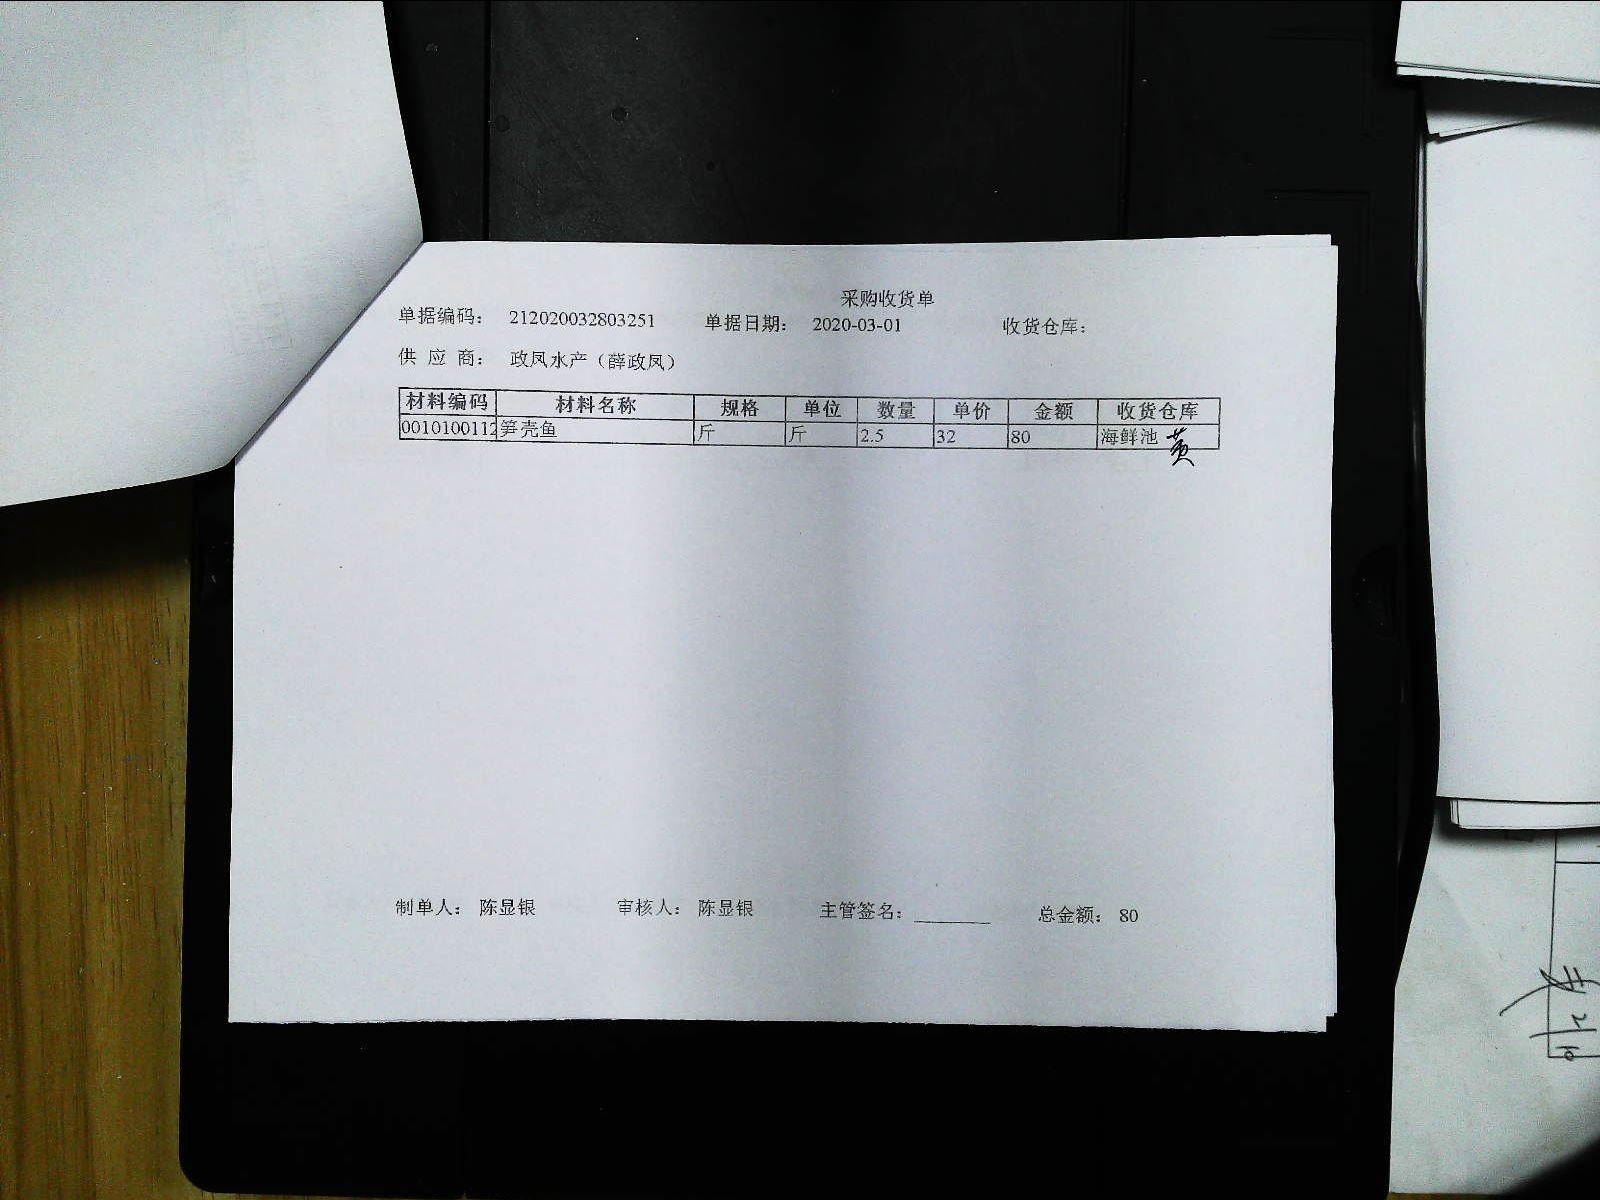 采购收货单
单据编码： 212020032803251 单据日期： 2020-03-01 收货仓库：
供 应 商： 政凤水产（薛政凤）
材料编码 材料名称 规格 单位 数量 单价 金额 收货仓库
0010100112 笋壳鱼 斤 斤 2.5 32 80 海鲜池 黄
制单人： 陈显银 审核人： 陈显银 主管签名：________ 总金额： 80